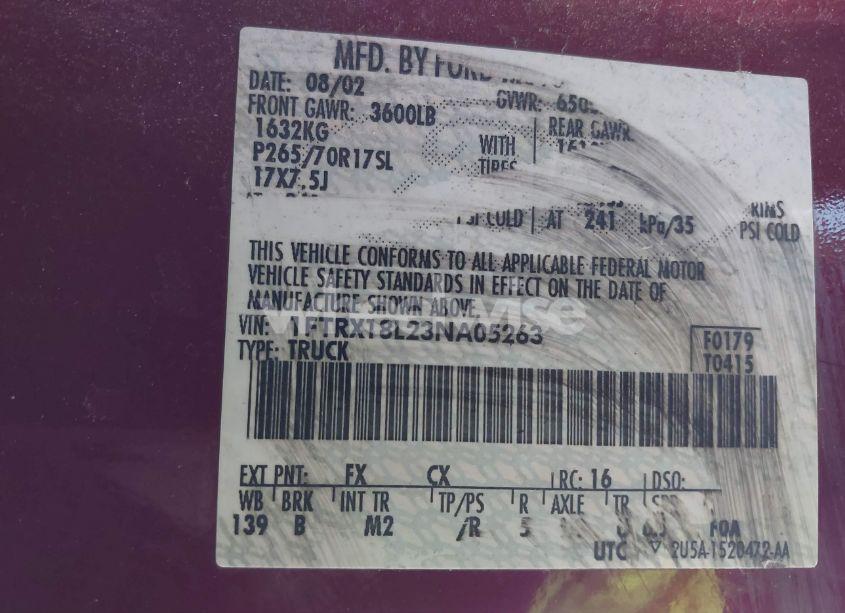 MFD. BY FORD
DATE: 08/02 GVWR:
FRONT GAWR: 3600LB REAR GAWR
1632KG WITH
P265/70R17SL TIRES
17X7.5J
PSI COLD AT 241 kPa/35 PSI COLD
THIS VEHICLE CONFORMS TO ALL APPLICABLE FEDERAL MOTOR
VEHICLE SAFETY STANDARDS IN EFFECT ON THE DATE OF
MANUFACTURE SHOWN ABOVE.
VIN: 1FTRX18L23NA05263 F0179
TYPE: TRUCK T0415
EXT PNT: FX CX RC: 16 DSO:
WB BRK INT TR TP/PS R AXLE TR
139 B M2 /R 5
UTC 2U5A-1520472-AA